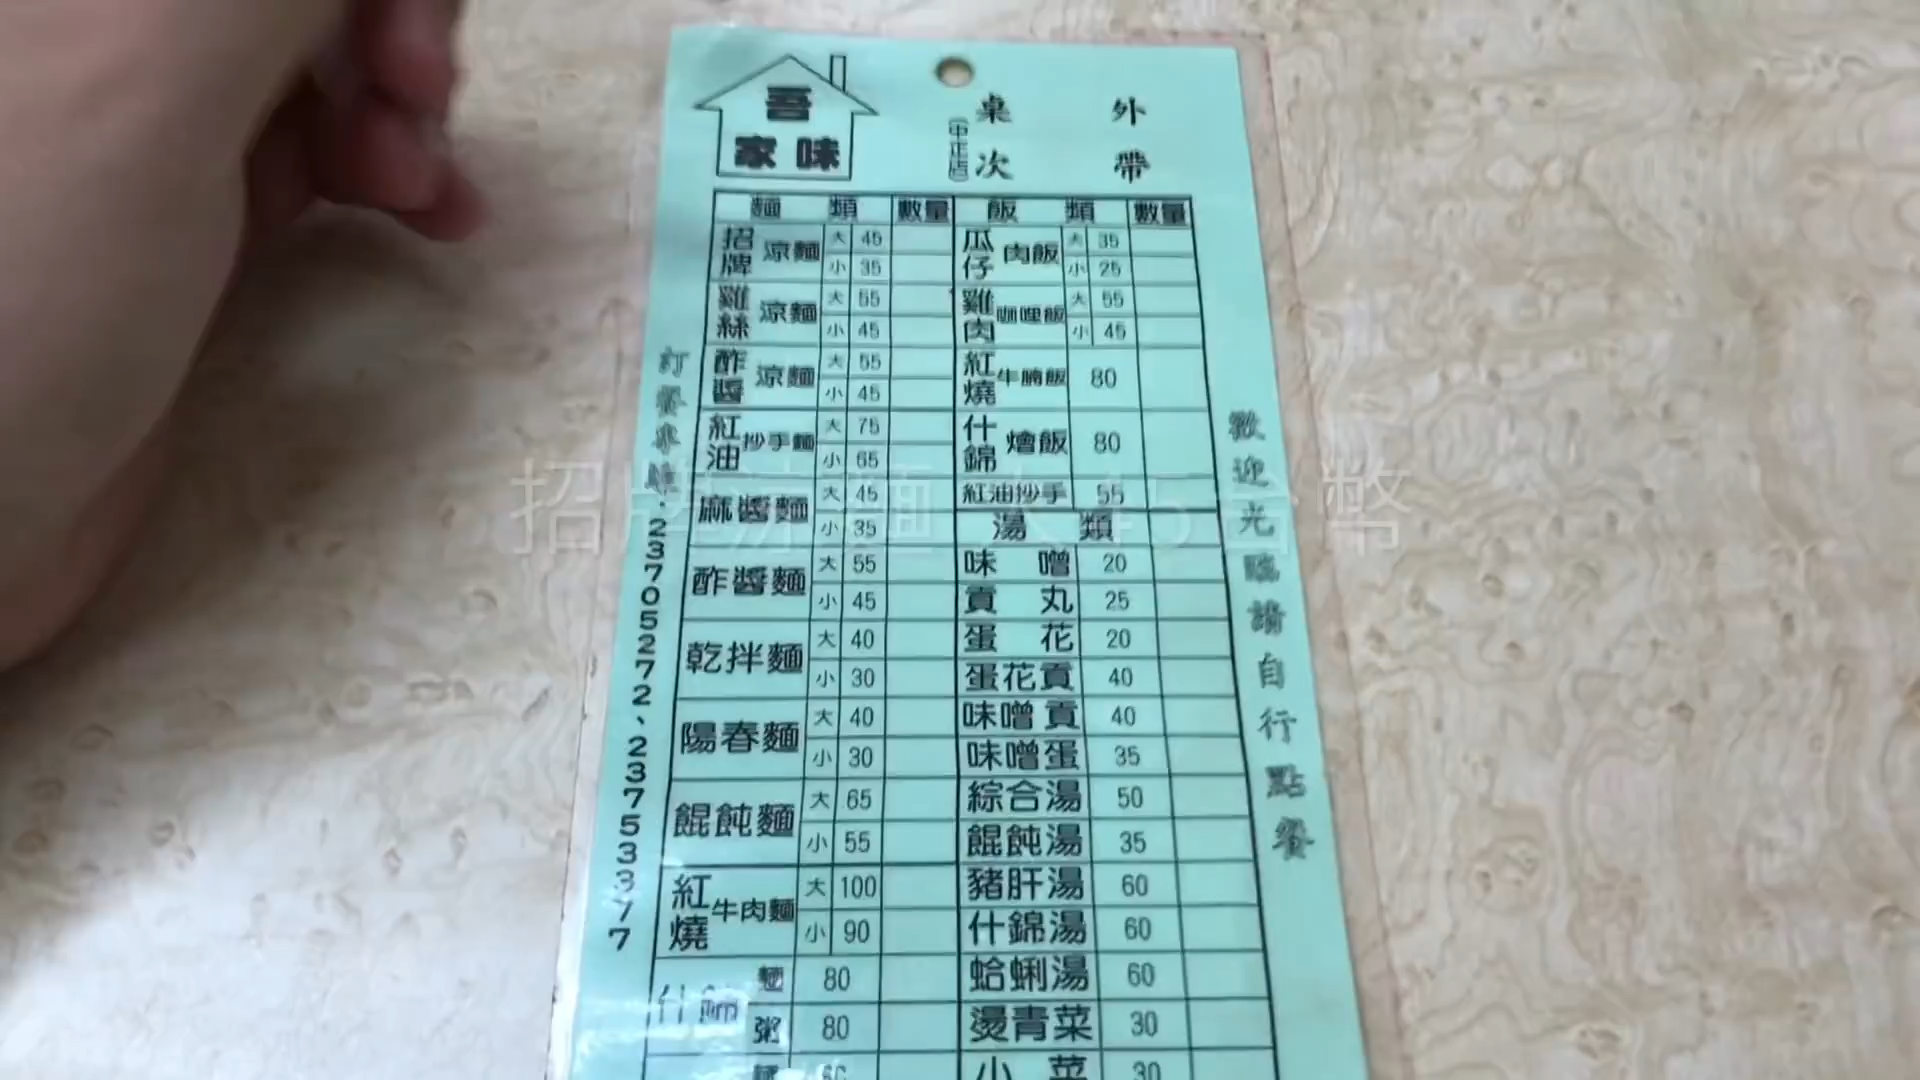 吾
家味
(中正店)
桌次
外帶
麵類 數量 飯類 數量
招牌涼麵 大 45
小 35
瓜仔肉飯 大 35
小 25
雞絲涼麵 大 55
小 45
雞肉咖哩飯 大 55
小 45
酢醬涼麵 大 55
小 45
紅燒牛腩飯 80
紅油抄手麵 大 75
小 65
什錦燴飯 80
麻醬麵 大 45
小 35
紅油抄手 55
湯類
酢醬麵 大 55
小 45
味噌 20
貢丸 25
乾拌麵 大 40
小 30
蛋花 20
蛋花貢 40
陽春麵 大 40
小 30
味噌貢 40
味噌蛋 35
餛飩麵 大 65
小 55
綜合湯 50
餛飩湯 35
紅燒牛肉麵 大 100
小 90
豬肝湯 60
什錦湯 60
什錦 麵 80
粥 80
蛤蜊湯 60
燙青菜 30
麵
小菜 30
訂餐專線:23705272、23753377
歡迎光臨請自行點餐
招牌涼麵 大 45台幣